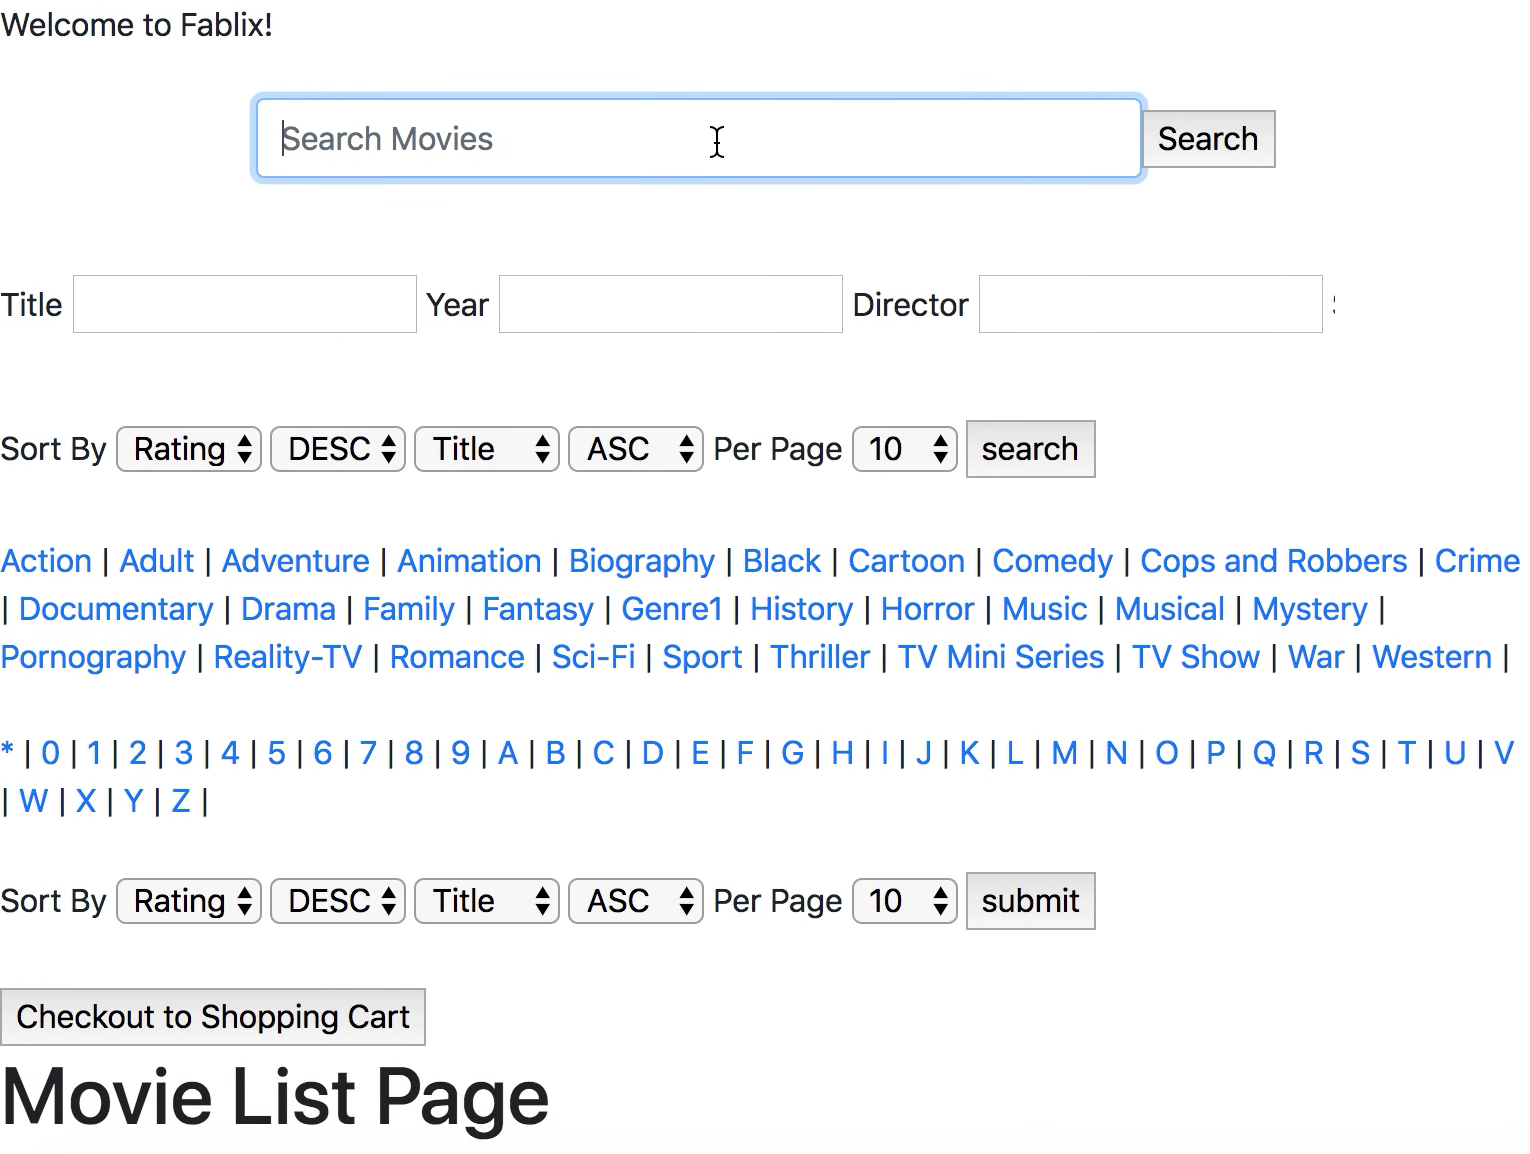 Welcome to Fablix!
Search Movies Search
Title Year Director
Sort By Rating DESC Title ASC Per Page 10 search
Action | Adult | Adventure | Animation | Biography | Black | Cartoon | Comedy | Cops and Robbers | Crime
| Documentary | Drama | Family | Fantasy | Genre1 | History | Horror | Music | Musical | Mystery |
Pornography | Reality-TV | Romance | Sci-Fi | Sport | Thriller | TV Mini Series | TV Show | War | Western |
* | 0 | 1 | 2 | 3 | 4 | 5 | 6 | 7 | 8 | 9 | A | B | C | D | E | F | G | H | I | J | K | L | M | N | O | P | Q | R | S | T | U | V
| W | X | Y | Z |
Sort By Rating DESC Title ASC Per Page 10 submit
Checkout to Shopping Cart
Movie List Page